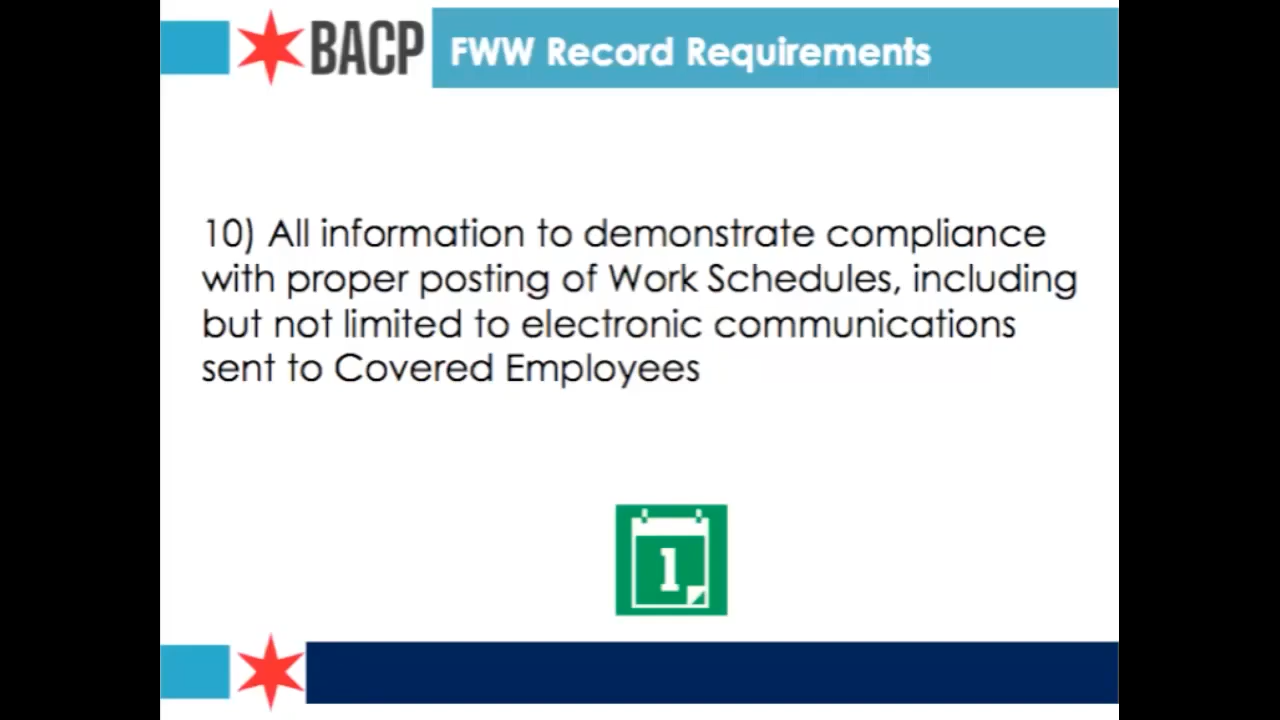 BACP
FWW Record Requirements
10) All information to demonstrate compliance
with proper posting of Work Schedules, including
but not limited to electronic communications
sent to Covered Employees
1